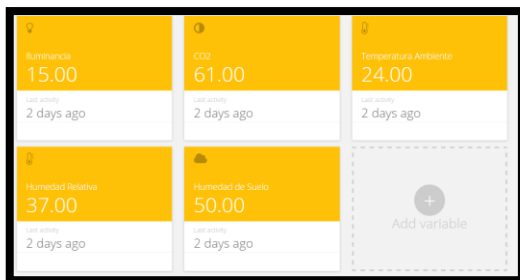 Iluminancia
15.00
Last activity
2 days ago
CO2
61.00
Last activity
2 days ago
Temperatura Ambiente
24.00
Last activity
2 days ago
Humedad Relativa
37.00
Last activity
2 days ago
Humedad de Suelo
50.00
Last activity
2 days ago
Add variable